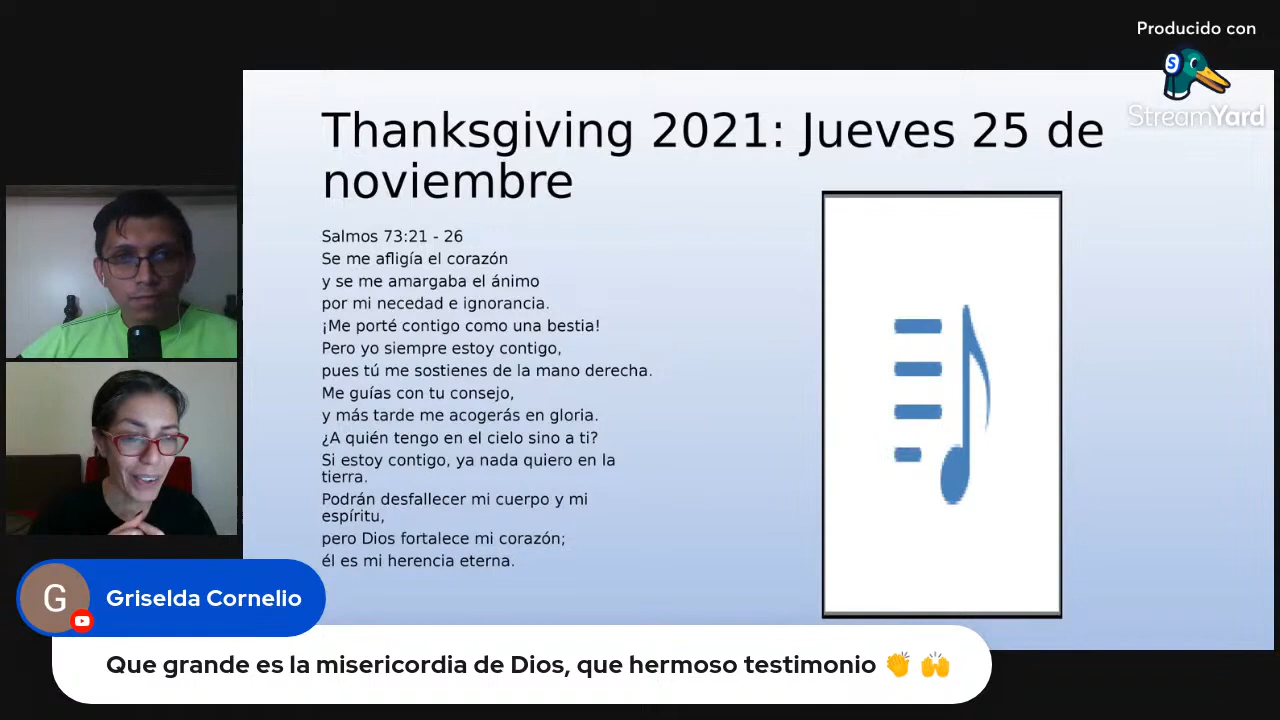 Producido con
StreamYard
Thanksgiving 2021: Jueves 25 de
noviembre
Salmos 73:21 - 26
Se me afligía el corazón
y se me amargaba el ánimo
por mi necedad e ignorancia.
¡Me porté contigo como una bestia!
Pero yo siempre estoy contigo,
pues tú me sostienes de la mano derecha.
Me guías con tu consejo,
y más tarde me acogerás en gloria.
¿A quién tengo en el cielo sino a ti?
Si estoy contigo, ya nada quiero en la
tierra.
Podrán desfallecer mi cuerpo y mi
espíritu,
pero Dios fortalece mi corazón;
él es mi herencia eterna.
G
Griselda Cornelio
Que grande es la misericordia de Dios, que hermoso testimonio 👏 🙌